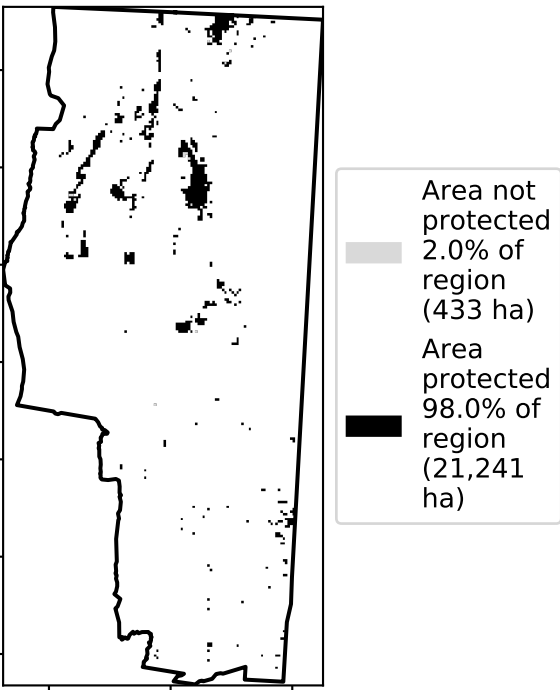 Area not
protected
2.0% of
region
(433 ha)
Area
protected
98.0% of
region
(21,241
ha)